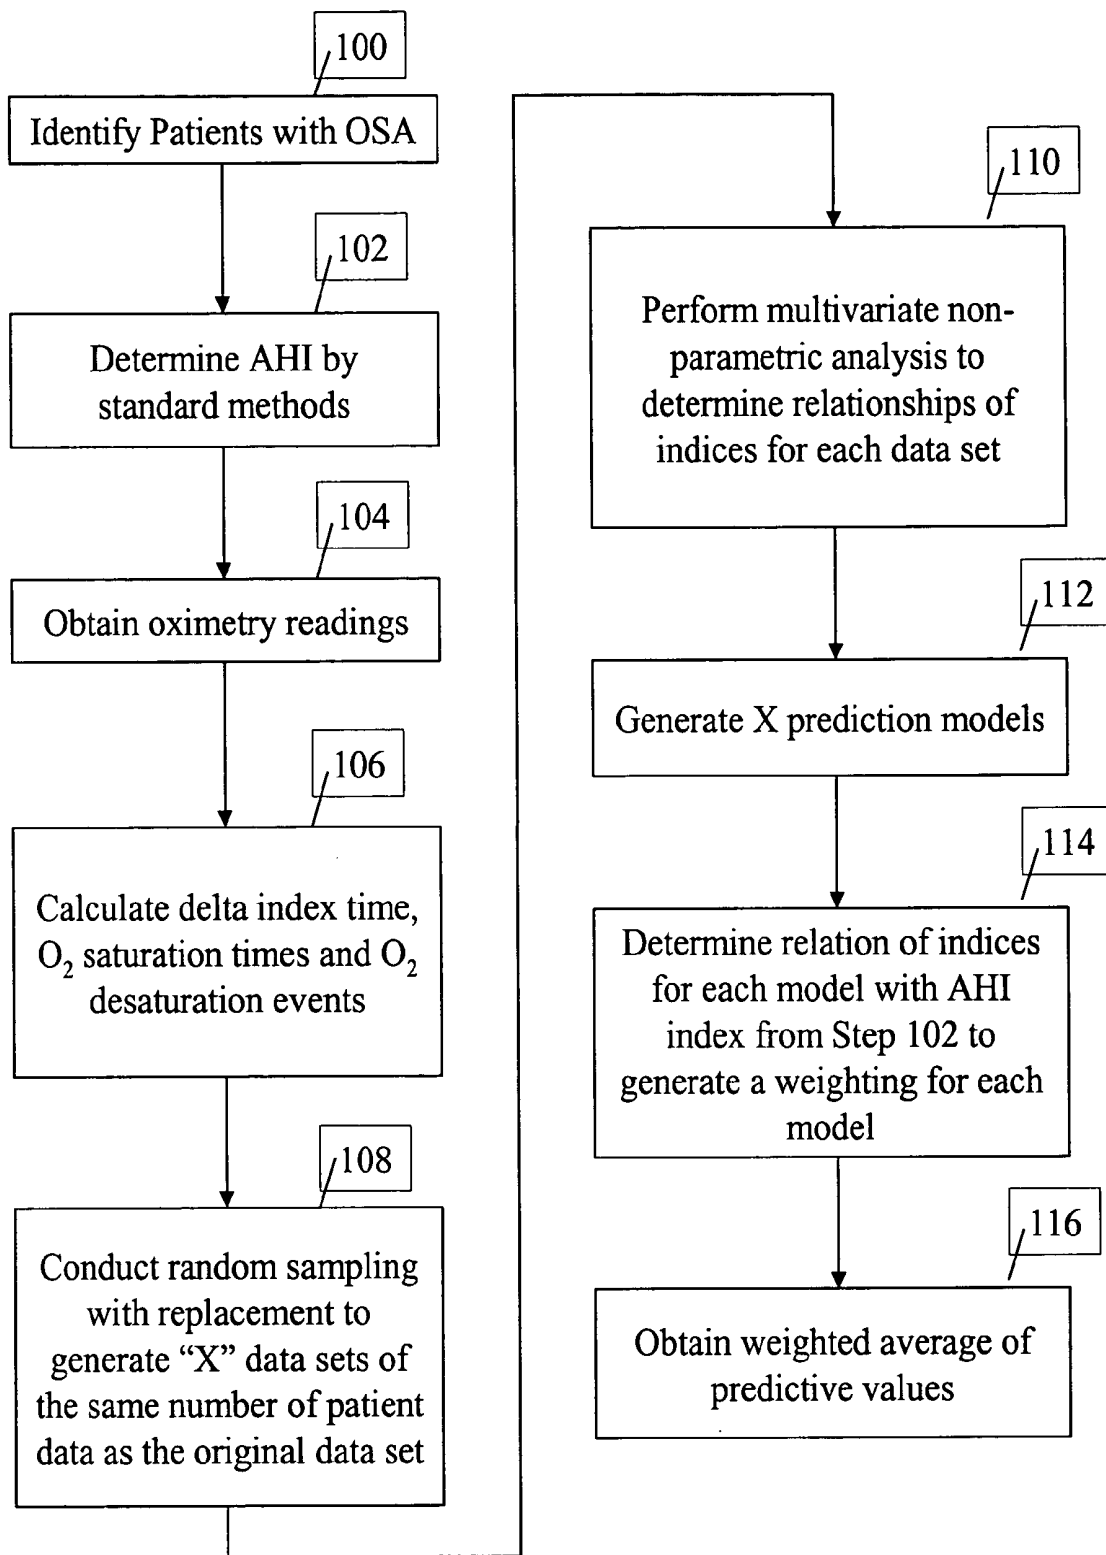 100
Identify Patients with OSA
102
Determine AHI by
standard methods
104
Obtain oximetry readings
106
Calculate delta index time,
O₂ saturation times and O₂
desaturation events
108
Conduct random sampling
with replacement to
generate “X” data sets of
the same number of patient
data as the original data set
110
Perform multivariate non-
parametric analysis to
determine relationships of
indices for each data set
112
Generate X prediction models
114
Determine relation of indices
for each model with AHI
index from Step 102 to
generate a weighting for each
model
116
Obtain weighted average of
predictive values